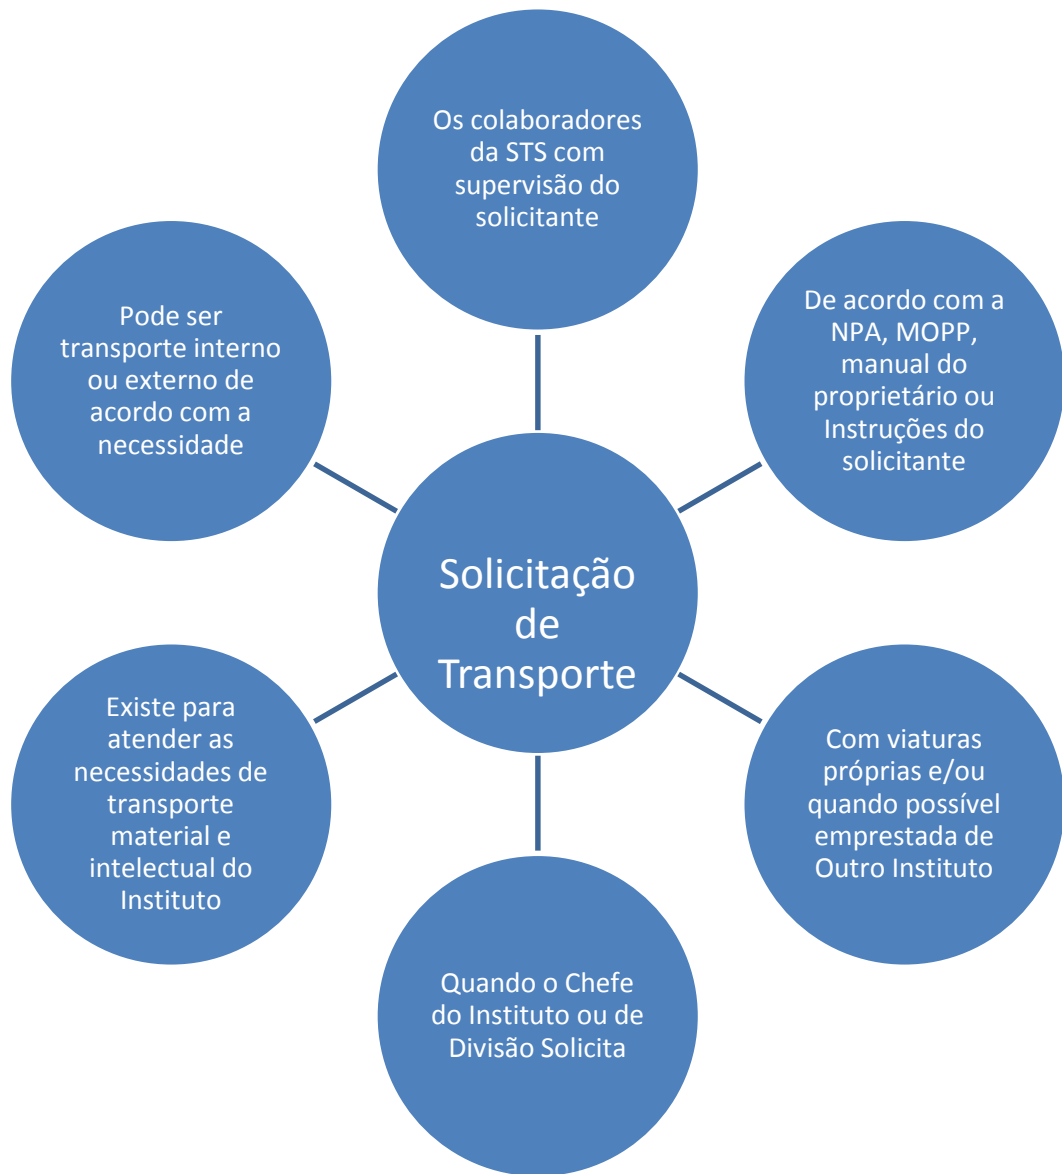 Os colaboradores
da STS com
supervisão do
solicitante
De acordo com a
NPA, MOPP,
manual do
proprietário ou
Instruções do
solicitante
Com viaturas
próprias e/ou
quando possível
emprestada de
Outro Instituto
Quando o Chefe
do Instituto ou de
Divisão Solicita
Existe para
atender as
necessidades de
transporte
material e
intelectual do
Instituto
Pode ser
transporte interno
ou externo de
acordo com a
necessidade
Solicitação
de
Transporte